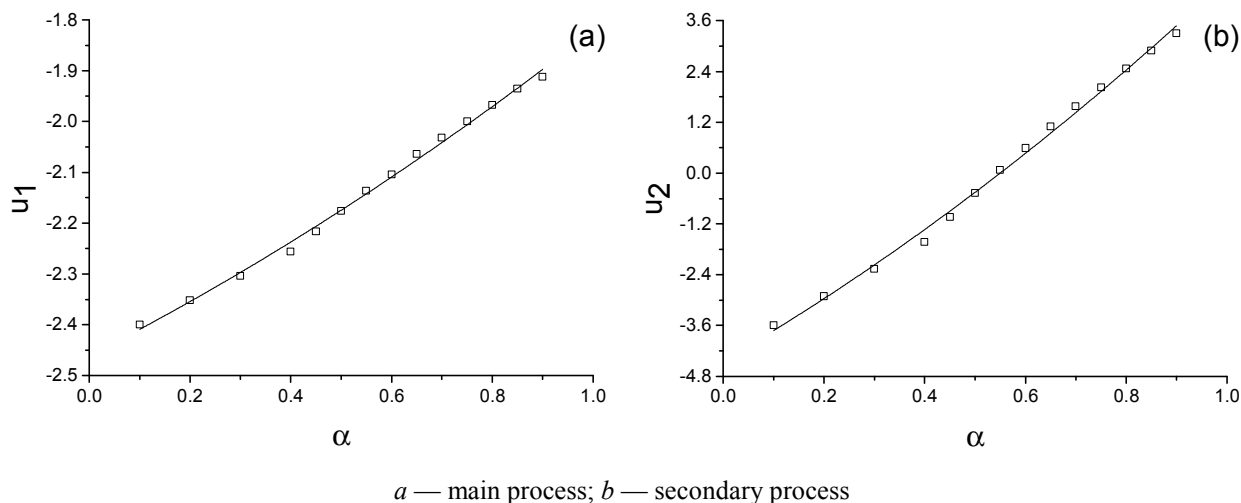 (a)
-1.8
-1.9
-2.0
-2.1
-2.2
-2.3
-2.4
-2.5
u1
0.0 0.2 0.4 0.6 0.8 1.0
α
(b)
3.6
2.4
1.2
0.0
-1.2
-2.4
-3.6
-4.8
u2
0.0 0.2 0.4 0.6 0.8 1.0
α
a — main process; b — secondary process